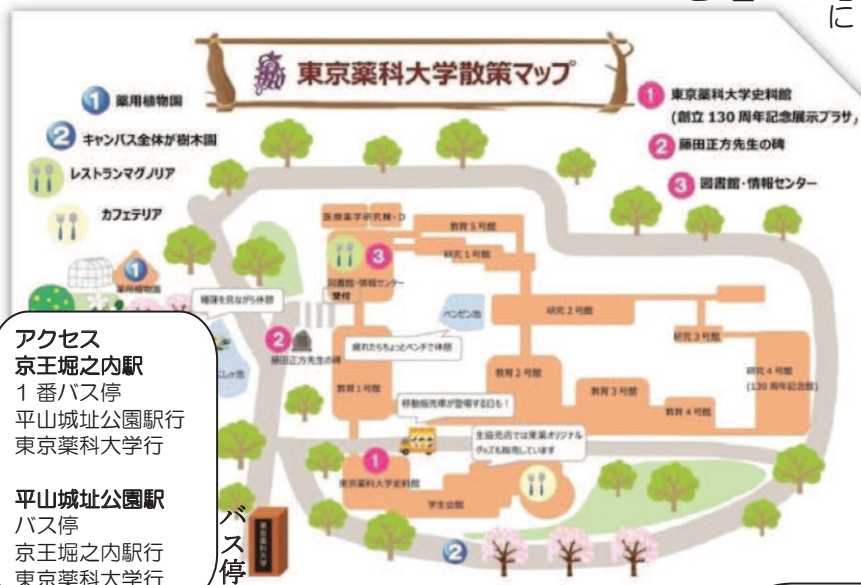 に
東京薬科大学散策マップ
1 薬用植物園
2 キャンパス全体が樹木園
レストランマグノリア
カフェテリア
1 東京薬科大学史料館
(創立130周年記念展示プラザ)
2 藤田正方先生の碑
3 図書館・情報センター
医療薬学研究棟・D
教育5号館
研究1号館
3
図書館・情報センター
受付
1
薬用植物園
睡蓮を見ながら休憩
ベンゼン池
研究2号館
研究3号館
研究4号館
(130周年記念館)
2
藤田正方先生の碑
疲れたらちょっとベンチで休憩
教育1号館
教育2号館
教育3号館
教育4号館
移動販売車が登場する日も!
生協売店では東薬オリジナル
グッズも販売しています
1
東京薬科大学史料館
学生会館
2
東京薬科大学
バス停
アクセス
京王堀之内駅
1番バス停
平山城址公園駅行
東京薬科大学行
平山城址公園駅
バス停
京王堀之内駅行
東京薬科大学行